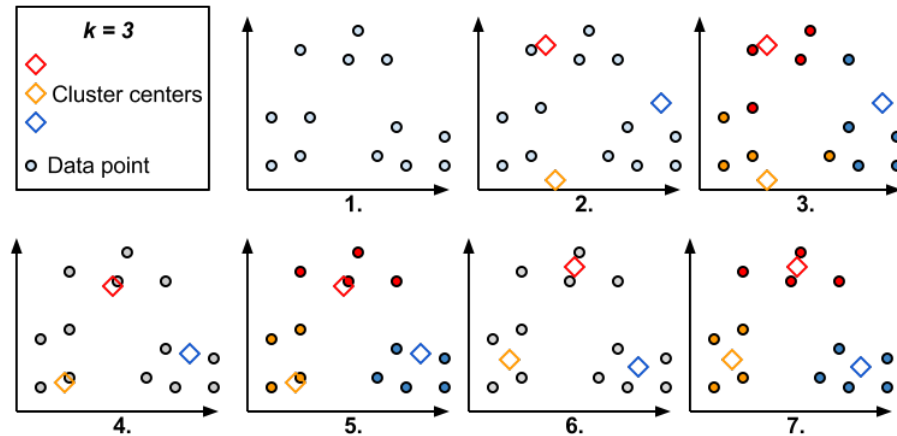 k = 3
Cluster centers
Data point
1.
2.
3.
4.
5.
6.
7.